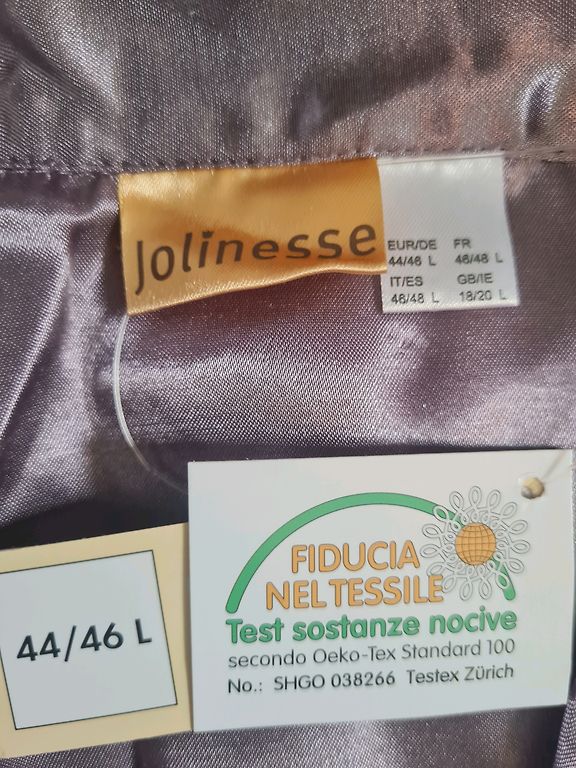 Jolinesse
EUR/DE FR
44/46 L 46/48 L
IT/ES GB/IE
46/48 L 18/20 L
FIDUCIA
NEL TESSILE
Test sostanze nocive
secondo Oeko-Tex Standard 100
No.: SHGO 038266 Testex Zürich
44/46 L